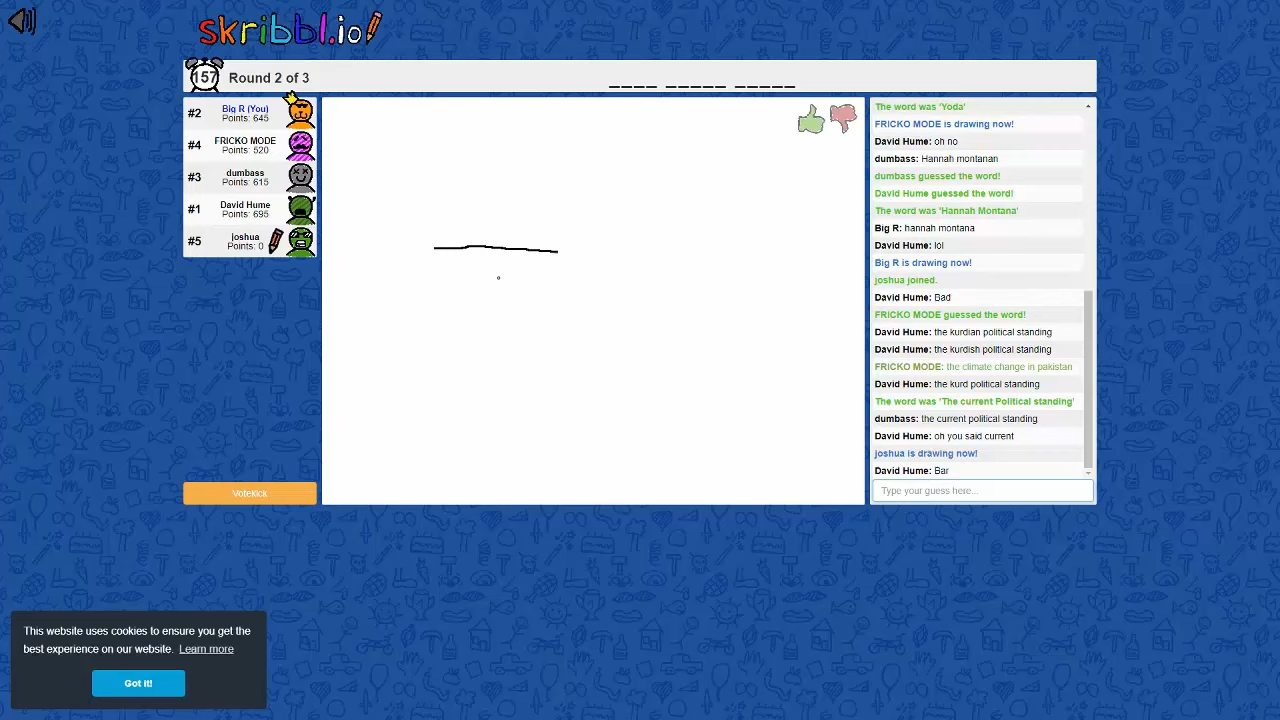 skribbl.io
157
Round 2 of 3
____ _____ _____
#2
Big R (You)
Points: 645
#4
FRICKO MODE
Points: 520
#3
dumbass
Points: 615
#1
David Hume
Points: 695
#5
joshua
Points: 0
Votekick
The word was 'Yoda'
FRICKO MODE is drawing now!
David Hume: oh no
dumbass: Hannah montanan
dumbass guessed the word!
David Hume guessed the word!
The word was 'Hannah Montana'
Big R: hannah montana
David Hume: lol
Big R is drawing now!
joshua joined.
David Hume: Bad
FRICKO MODE guessed the word!
David Hume: the kurdian political standing
David Hume: the kurdish political standing
FRICKO MODE: the climate change in pakistan
David Hume: the kurd political standing
The word was 'The current Political standing'
dumbass: the current political standing
David Hume: oh you said current
joshua is drawing now!
David Hume: Bar
Type your guess here...
This website uses cookies to ensure you get the
best experience on our website. Learn more
Got it!